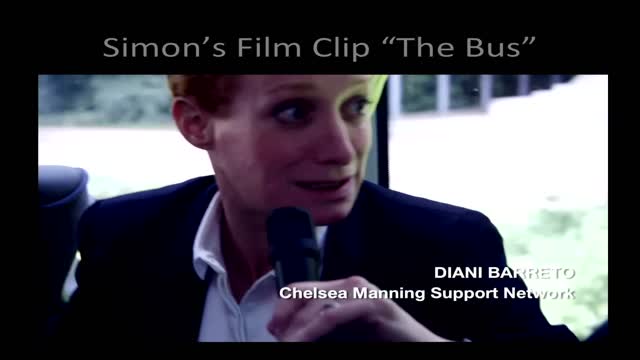 Simon’s Film Clip “The Bus”
DIANI BARRETO
Chelsea Manning Support Network